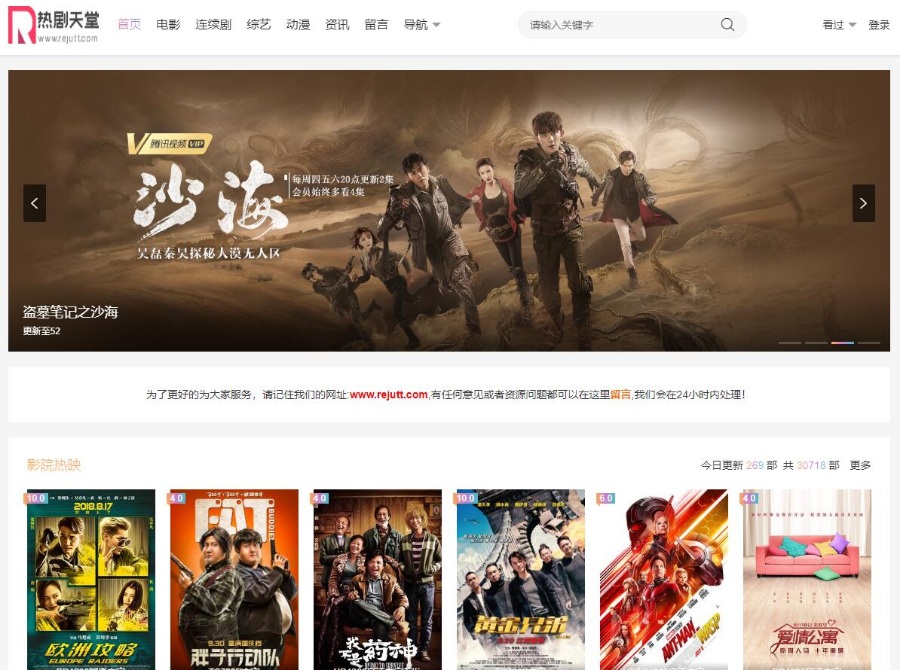 热剧天堂
www.rejutt.com
首页 电影 连续剧 综艺 动漫 资讯 留言 导航
请输入关键字
看过 登录
V 腾讯视频 VIP
沙海
每周四五六20点更新2集
会员始终多看4集
吴磊秦昊探秘大漠无人区
盗墓笔记之沙海
更新至52
为了更好的为大家服务，请记住我们的网址:www.rejutt.com,有任何意见或者资源问题都可以在这里留言,我们会在24小时内处理!
影院热映
今日更新 269 部 共 30718 部 更多
10.0
2018.8.17
欧洲攻略
EUROPE RAIDERS
4.0
FAT
BUDDIES
9.30
胖子行动队
4.0
我不是药神
10.0
黄金兄弟
6.0
ANT-MAN
WASP
4.0
爱情公寓